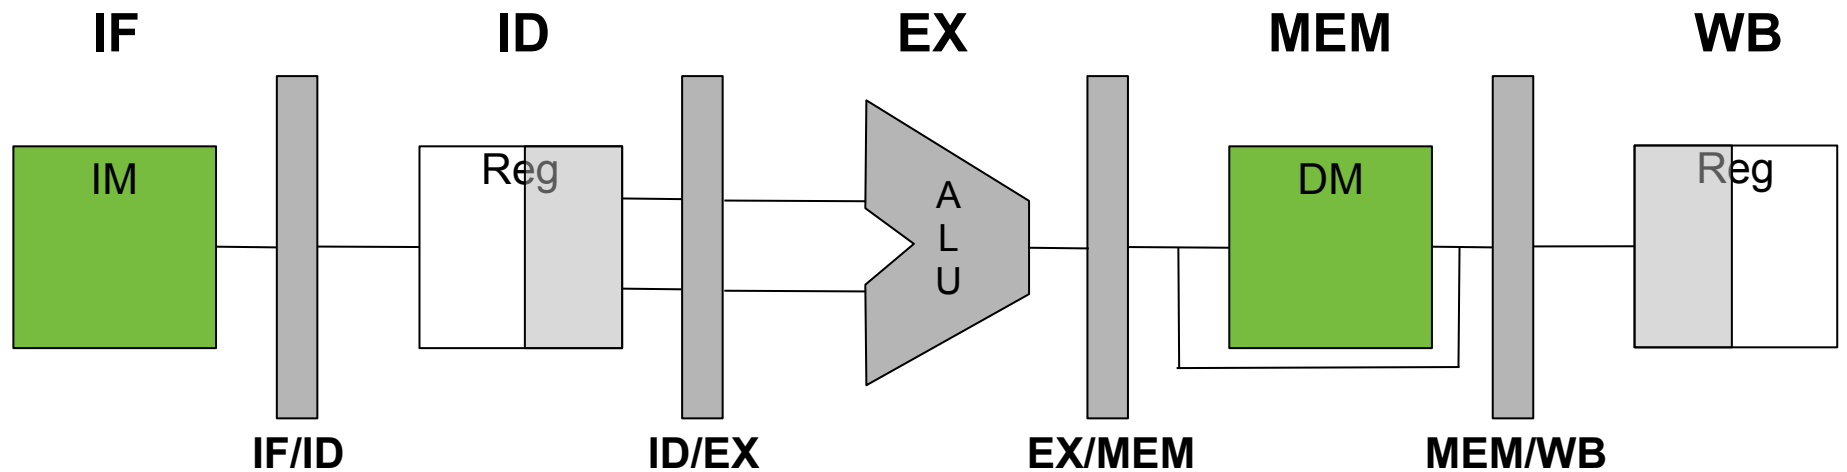 IF ID EX MEM WB
IM Reg A L U DM Reg
IF/ID ID/EX EX/MEM MEM/WB